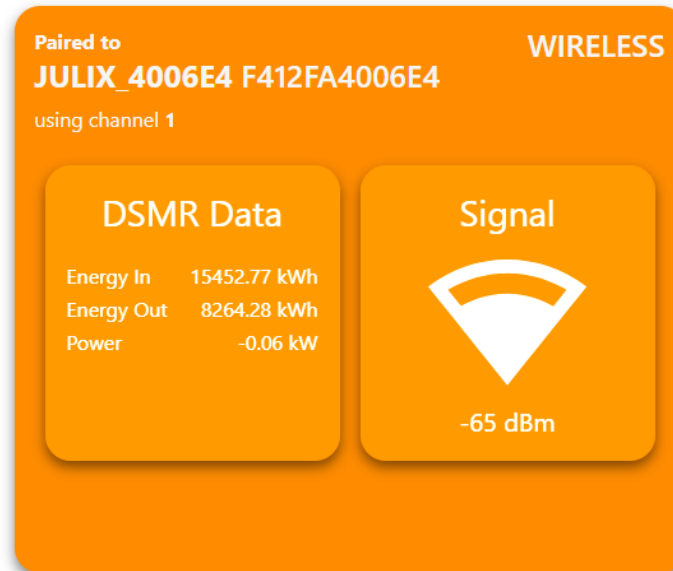 Paired to
WIRELESS
JULIX_4006E4 F412FA4006E4
using channel 1
DSMR Data
Energy In 15452.77 kWh
Energy Out 8264.28 kWh
Power -0.06 kW
Signal
-65 dBm